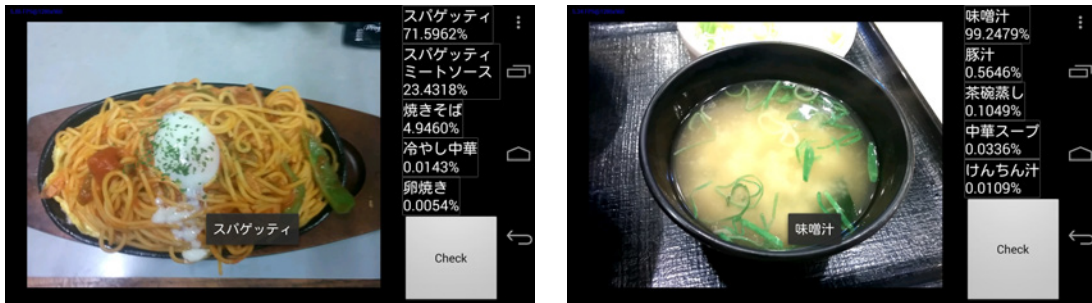 スパゲッティ
71.5962%
スパゲッティ
ミートソース
23.4318%
焼きそば
4.9460%
冷やし中華
0.0143%
卵焼き
0.0054%
スパゲッティ
Check
味噌汁
99.2479%
豚汁
0.5646%
茶碗蒸し
0.1049%
中華スープ
0.0336%
けんちん汁
0.0109%
味噌汁
Check